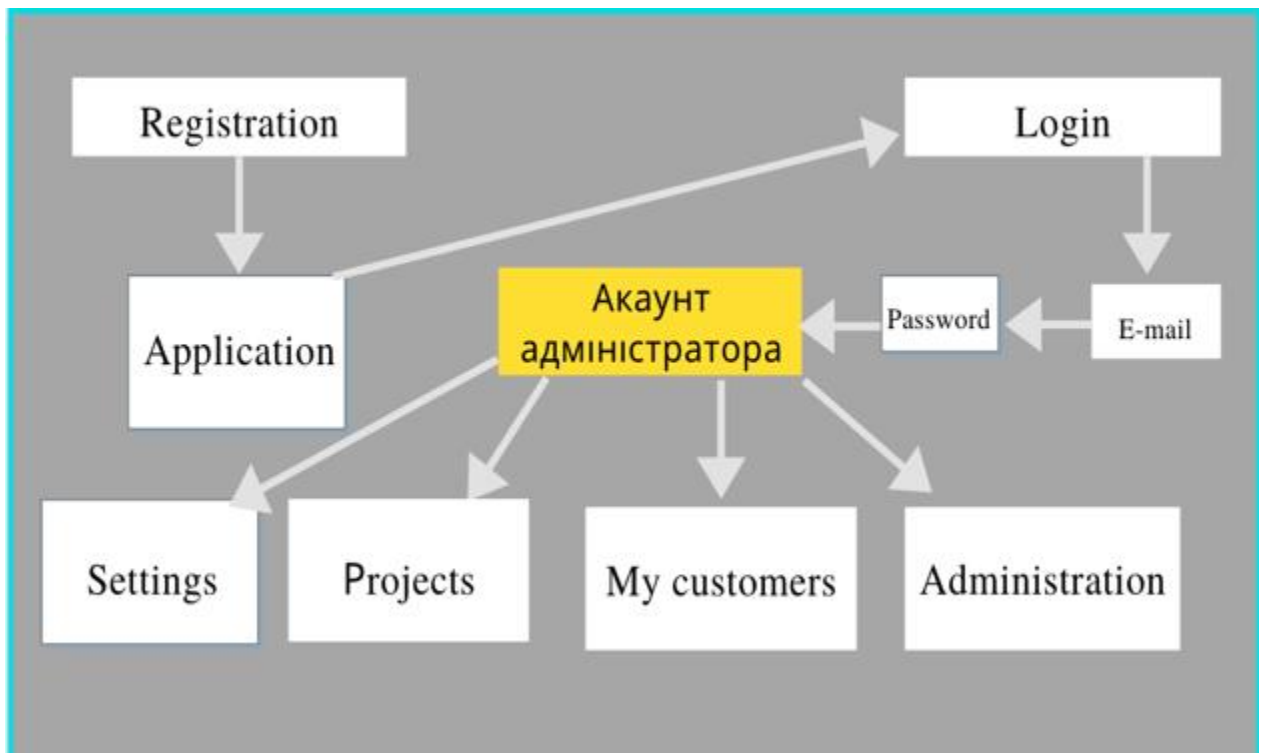 Registration
Login
Application
Акаунт
адміністратора
Password
E-mail
Settings
Projects
My customers
Administration